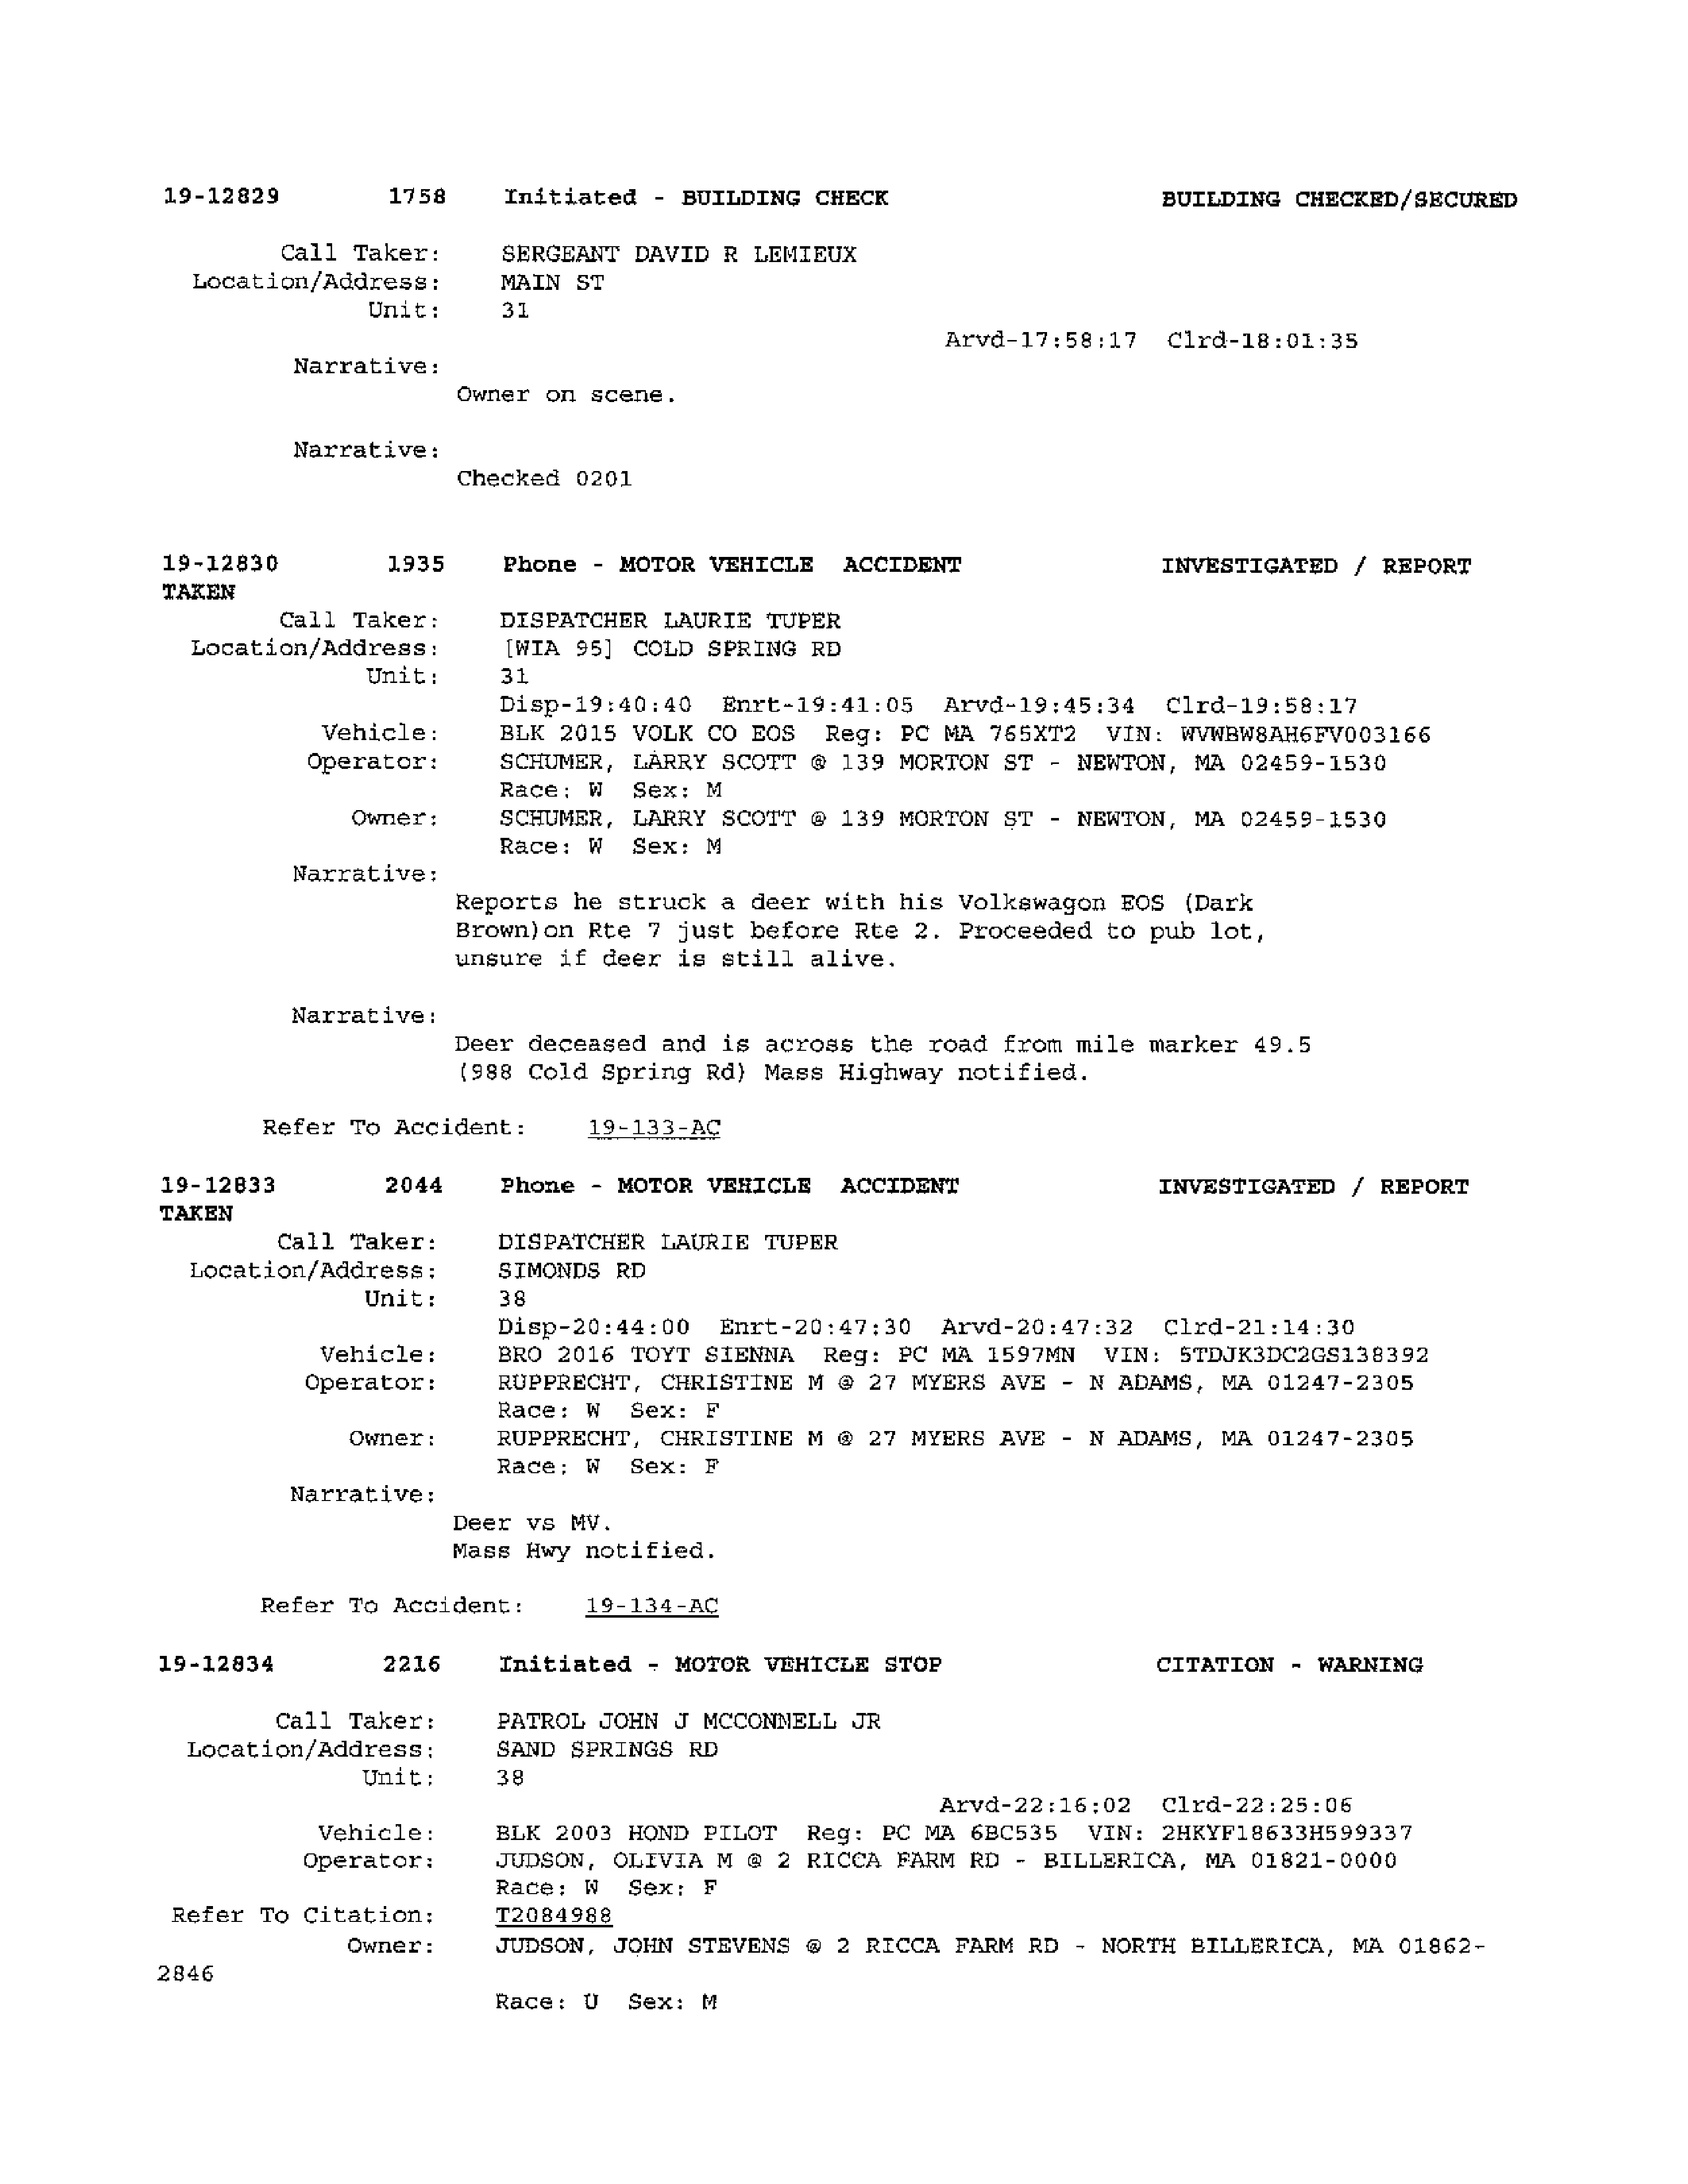 19-12829 1758 Initiated - BUILDING CHECK BUILDING CHECKED/SECURED
Call Taker: SERGEANT DAVID R LEMIEUX
Location/Address: MAIN ST
Unit: 31
Arvd-17:58:17 Clrd-18:01:35
Narrative:
Owner on scene.
Narrative:
Checked 0201
19-12830 1935 Phone - MOTOR VEHICLE ACCIDENT INVESTIGATED / REPORT
TAKEN
Call Taker: DISPATCHER LAURIE TUPER
Location/Address: [WIA 95] COLD SPRING RD
Unit: 31
Disp-19:40:40 Enrt-19:41:05 Arvd-19:45:34 Clrd-19:58:17
Vehicle: BLK 2015 VOLK CO EOS Reg: PC MA 765XT2 VIN: WVWBW8AH6FV003166
Operator: SCHUMER, LARRY SCOTT @ 139 MORTON ST - NEWTON, MA 02459-1530
Race: W Sex: M
Owner: SCHUMER, LARRY SCOTT @ 139 MORTON ST - NEWTON, MA 02459-1530
Race: W Sex: M
Narrative:
Reports he struck a deer with his Volkswagon EOS (Dark
Brown)on Rte 7 just before Rte 2. Proceeded to pub lot,
unsure if deer is still alive.
Narrative:
Deer deceased and is across the road from mile marker 49.5
(988 Cold Spring Rd) Mass Highway notified.
Refer To Accident: 19-133-AC
19-12833 2044 Phone - MOTOR VEHICLE ACCIDENT INVESTIGATED / REPORT
TAKEN
Call Taker: DISPATCHER LAURIE TUPER
Location/Address: SIMONDS RD
Unit: 38
Disp-20:44:00 Enrt-20:47:30 Arvd-20:47:32 Clrd-21:14:30
Vehicle: BRO 2016 TOYT SIENNA Reg: PC MA 1597MN VIN: 5TDJK3DC2GS138392
Operator: RUPPRECHT, CHRISTINE M @ 27 MYERS AVE - N ADAMS, MA 01247-2305
Race: W Sex: F
Owner: RUPPRECHT, CHRISTINE M @ 27 MYERS AVE - N ADAMS, MA 01247-2305
Race: W Sex: F
Narrative:
Deer vs MV.
Mass Hwy notified.
Refer To Accident: 19-134-AC
19-12834 2216 Initiated - MOTOR VEHICLE STOP CITATION - WARNING
Call Taker: PATROL JOHN J MCCONNELL JR
Location/Address: SAND SPRINGS RD
Unit: 38
Arvd-22:16:02 Clrd-22:25:06
Vehicle: BLK 2003 HOND PILOT Reg: PC MA 6BC535 VIN: 2HKYF18633H599337
Operator: JUDSON, OLIVIA M @ 2 RICCA FARM RD - BILLERICA, MA 01821-0000
Race: W Sex: F
Refer To Citation: T2084988
Owner: JUDSON, JOHN STEVENS @ 2 RICCA FARM RD - NORTH BILLERICA, MA 01862-
2846
Race: U Sex: M